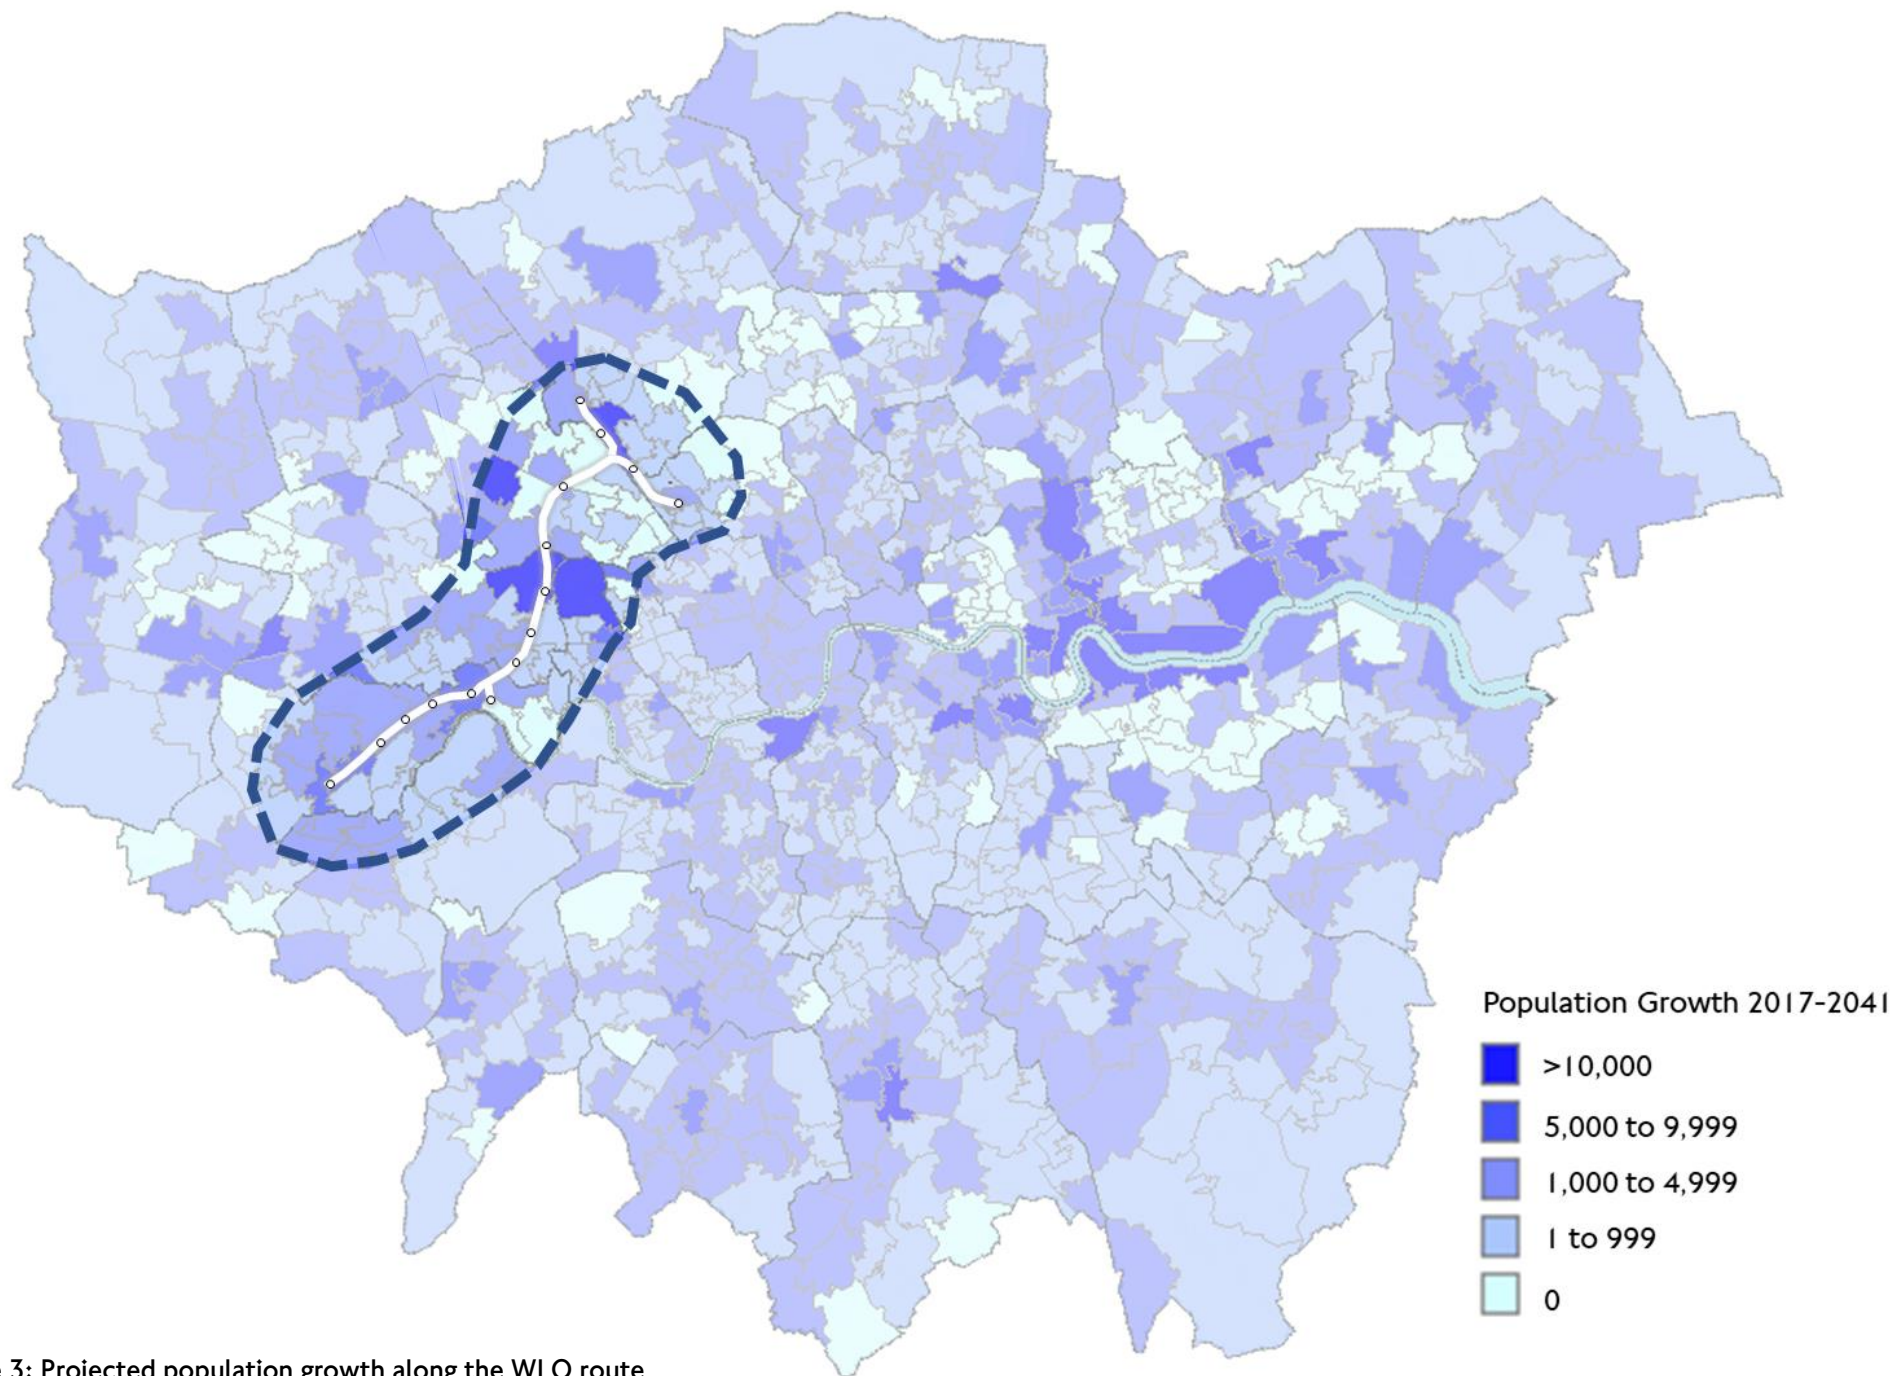 Population Growth 2017-2041
>10,000
5,000 to 9,999
1,000 to 4,999
1 to 999
0
3: Projected population growth along the WLO route